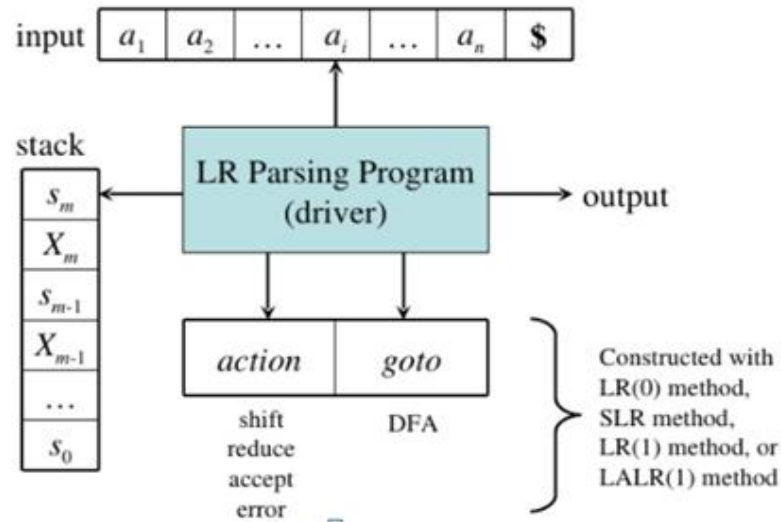 input a₁ a₂ … aᵢ … aₙ $
stack
LR Parsing Program
(driver)
output
sₘ
Xₘ
sₘ₋₁
Xₘ₋₁
…
s₀
action goto
shift
reduce
accept
error
DFA
Constructed with
LR(0) method,
SLR method,
LR(1) method, or
LALR(1) method